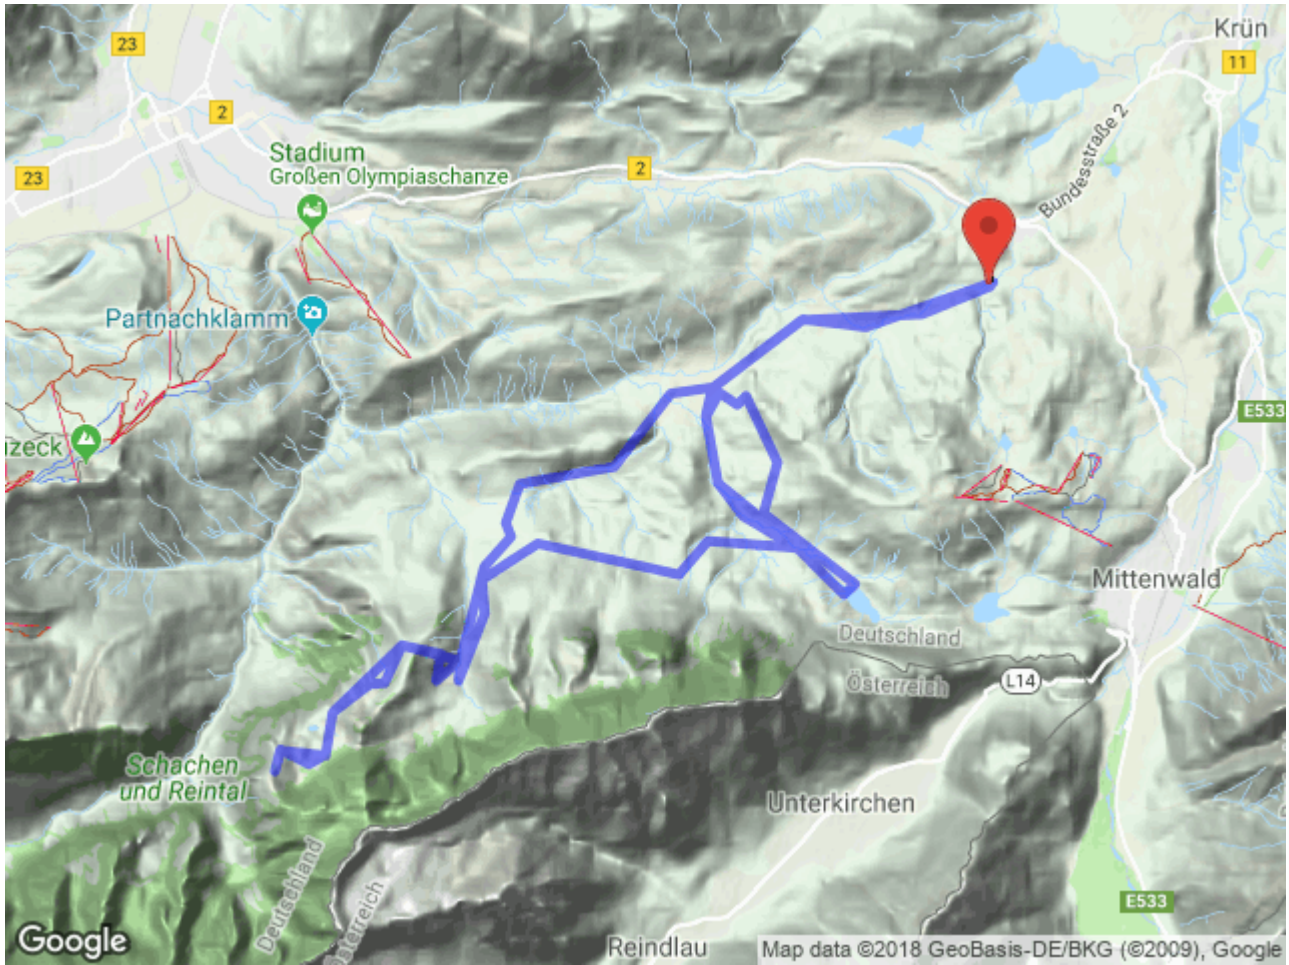 Krün
23
11
2
Stadium
Großen Olympiaschanze
2
Bundesstraße 2
23
Partnachklamm
E533
izeck
Mittenwald
Deutschland
Österreich
L14
Schachen
und Reintal
Unterkirchen
Deutschland
Österreich
E533
Reindlau
Google
Map data ©2018 GeoBasis-DE/BKG (©2009), Google